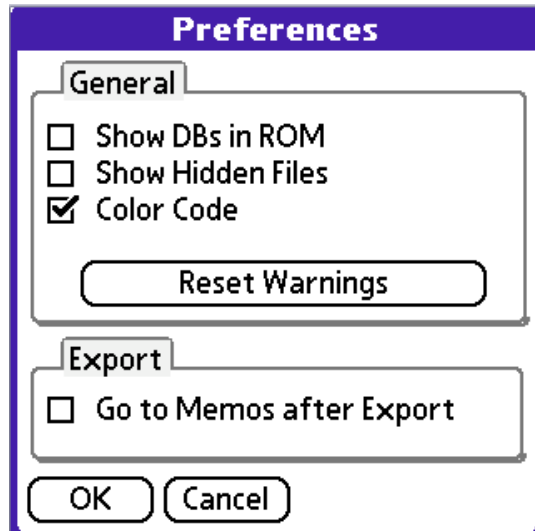 Preferences
General
Show DBs in ROM
Show Hidden Files
Color Code
Reset Warnings
Export
Go to Memos after Export
OK Cancel